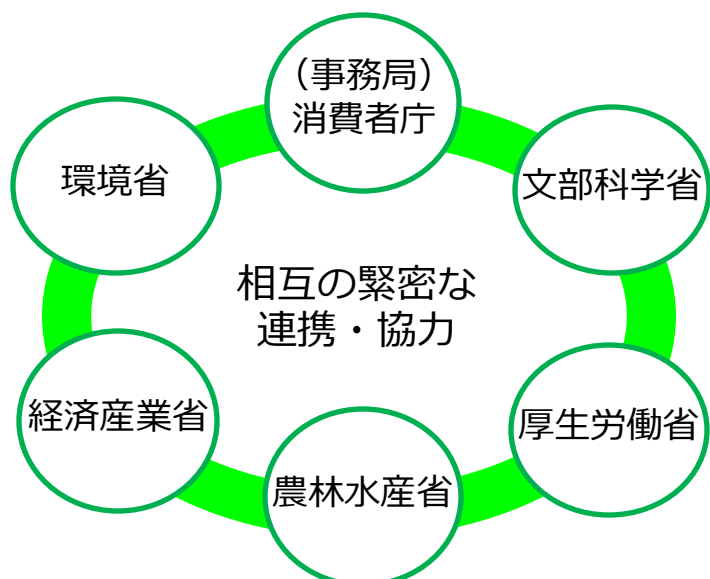 （事務局）
消費者庁
環境省
文部科学省
相互の緊密な
連携・協力
経済産業省
厚生労働省
農林水産省